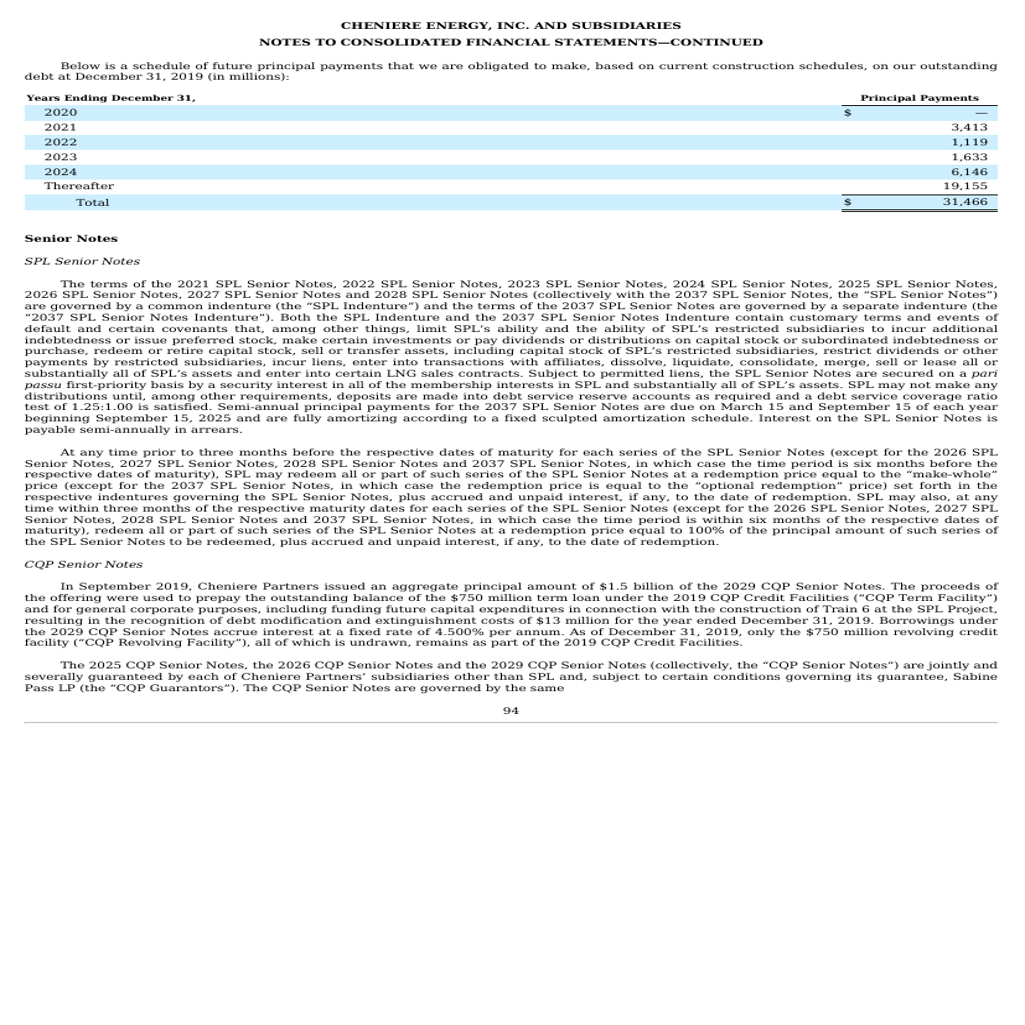 CHENIERE ENERGY, INC. AND SUBSIDIARIES
NOTES TO CONSOLIDATED FINANCIAL STATEMENTS—CONTINUED
Below is a schedule of future principal payments that we are obligated to make, based on current construction schedules, on our outstanding
debt at December 31, 2019 (in millions):
Years Ending December 31, Principal Payments
2020 $ —
2021 3,413
2022 1,119
2023 1,633
2024 6,146
Thereafter 19,155
Total $ 31,466
Senior Notes
SPL Senior Notes
The terms of the 2021 SPL Senior Notes, 2022 SPL Senior Notes, 2023 SPL Senior Notes, 2024 SPL Senior Notes, 2025 SPL Senior Notes,
2026 SPL Senior Notes, 2027 SPL Senior Notes and 2028 SPL Senior Notes (collectively with the 2037 SPL Senior Notes, the “SPL Senior Notes”)
are governed by a common indenture (the “SPL Indenture”) and the terms of the 2037 SPL Senior Notes are governed by a separate indenture (the
“2037 SPL Senior Notes Indenture”). Both the SPL Indenture and the 2037 SPL Senior Notes Indenture contain customary terms and events of
default and certain covenants that, among other things, limit SPL’s ability and the ability of SPL’s restricted subsidiaries to incur additional
indebtedness or issue preferred stock, make certain investments or pay dividends or distributions on capital stock or subordinated indebtedness or
purchase, redeem or retire capital stock, sell or transfer assets, including capital stock of SPL’s restricted subsidiaries, restrict dividends or other
payments by restricted subsidiaries, incur liens, enter into transactions with affiliates, dissolve, liquidate, consolidate, merge, sell or lease all or
substantially all of SPL’s assets and enter into certain LNG sales contracts. Subject to permitted liens, the SPL Senior Notes are secured on a pari
passu first-priority basis by a security interest in all of the membership interests in SPL and substantially all of SPL’s assets. SPL may not make any
distributions until, among other requirements, deposits are made into debt service reserve accounts as required and a debt service coverage ratio
test of 1.25:1.00 is satisfied. Semi-annual principal payments for the 2037 SPL Senior Notes are due on March 15 and September 15 of each year
beginning September 15, 2025 and are fully amortizing according to a fixed sculpted amortization schedule. Interest on the SPL Senior Notes is
payable semi-annually in arrears.
At any time prior to three months before the respective dates of maturity for each series of the SPL Senior Notes (except for the 2026 SPL
Senior Notes, 2027 SPL Senior Notes, 2028 SPL Senior Notes and 2037 SPL Senior Notes, in which case the time period is six months before the
respective dates of maturity), SPL may redeem all or part of such series of the SPL Senior Notes at a redemption price equal to the “make-whole”
price (except for the 2037 SPL Senior Notes, in which case the redemption price is equal to the “optional redemption” price) set forth in the
respective indentures governing the SPL Senior Notes, plus accrued and unpaid interest, if any, to the date of redemption. SPL may also, at any
time within three months of the respective maturity dates for each series of the SPL Senior Notes (except for the 2026 SPL Senior Notes, 2027 SPL
Senior Notes, 2028 SPL Senior Notes and 2037 SPL Senior Notes, in which case the time period is within six months of the respective dates of
maturity), redeem all or part of such series of the SPL Senior Notes at a redemption price equal to 100% of the principal amount of such series of
the SPL Senior Notes to be redeemed, plus accrued and unpaid interest, if any, to the date of redemption.
CQP Senior Notes
In September 2019, Cheniere Partners issued an aggregate principal amount of $1.5 billion of the 2029 CQP Senior Notes. The proceeds of
the offering were used to prepay the outstanding balance of the $750 million term loan under the 2019 CQP Credit Facilities (“CQP Term Facility”)
and for general corporate purposes, including funding future capital expenditures in connection with the construction of Train 6 at the SPL Project,
resulting in the recognition of debt modification and extinguishment costs of $13 million for the year ended December 31, 2019. Borrowings under
the 2029 CQP Senior Notes accrue interest at a fixed rate of 4.500% per annum. As of December 31, 2019, only the $750 million revolving credit
facility (“CQP Revolving Facility”), all of which is undrawn, remains as part of the 2019 CQP Credit Facilities.
The 2025 CQP Senior Notes, the 2026 CQP Senior Notes and the 2029 CQP Senior Notes (collectively, the “CQP Senior Notes”) are jointly and
severally guaranteed by each of Cheniere Partners’ subsidiaries other than SPL and, subject to certain conditions governing its guarantee, Sabine
Pass LP (the “CQP Guarantors”). The CQP Senior Notes are governed by the same
94